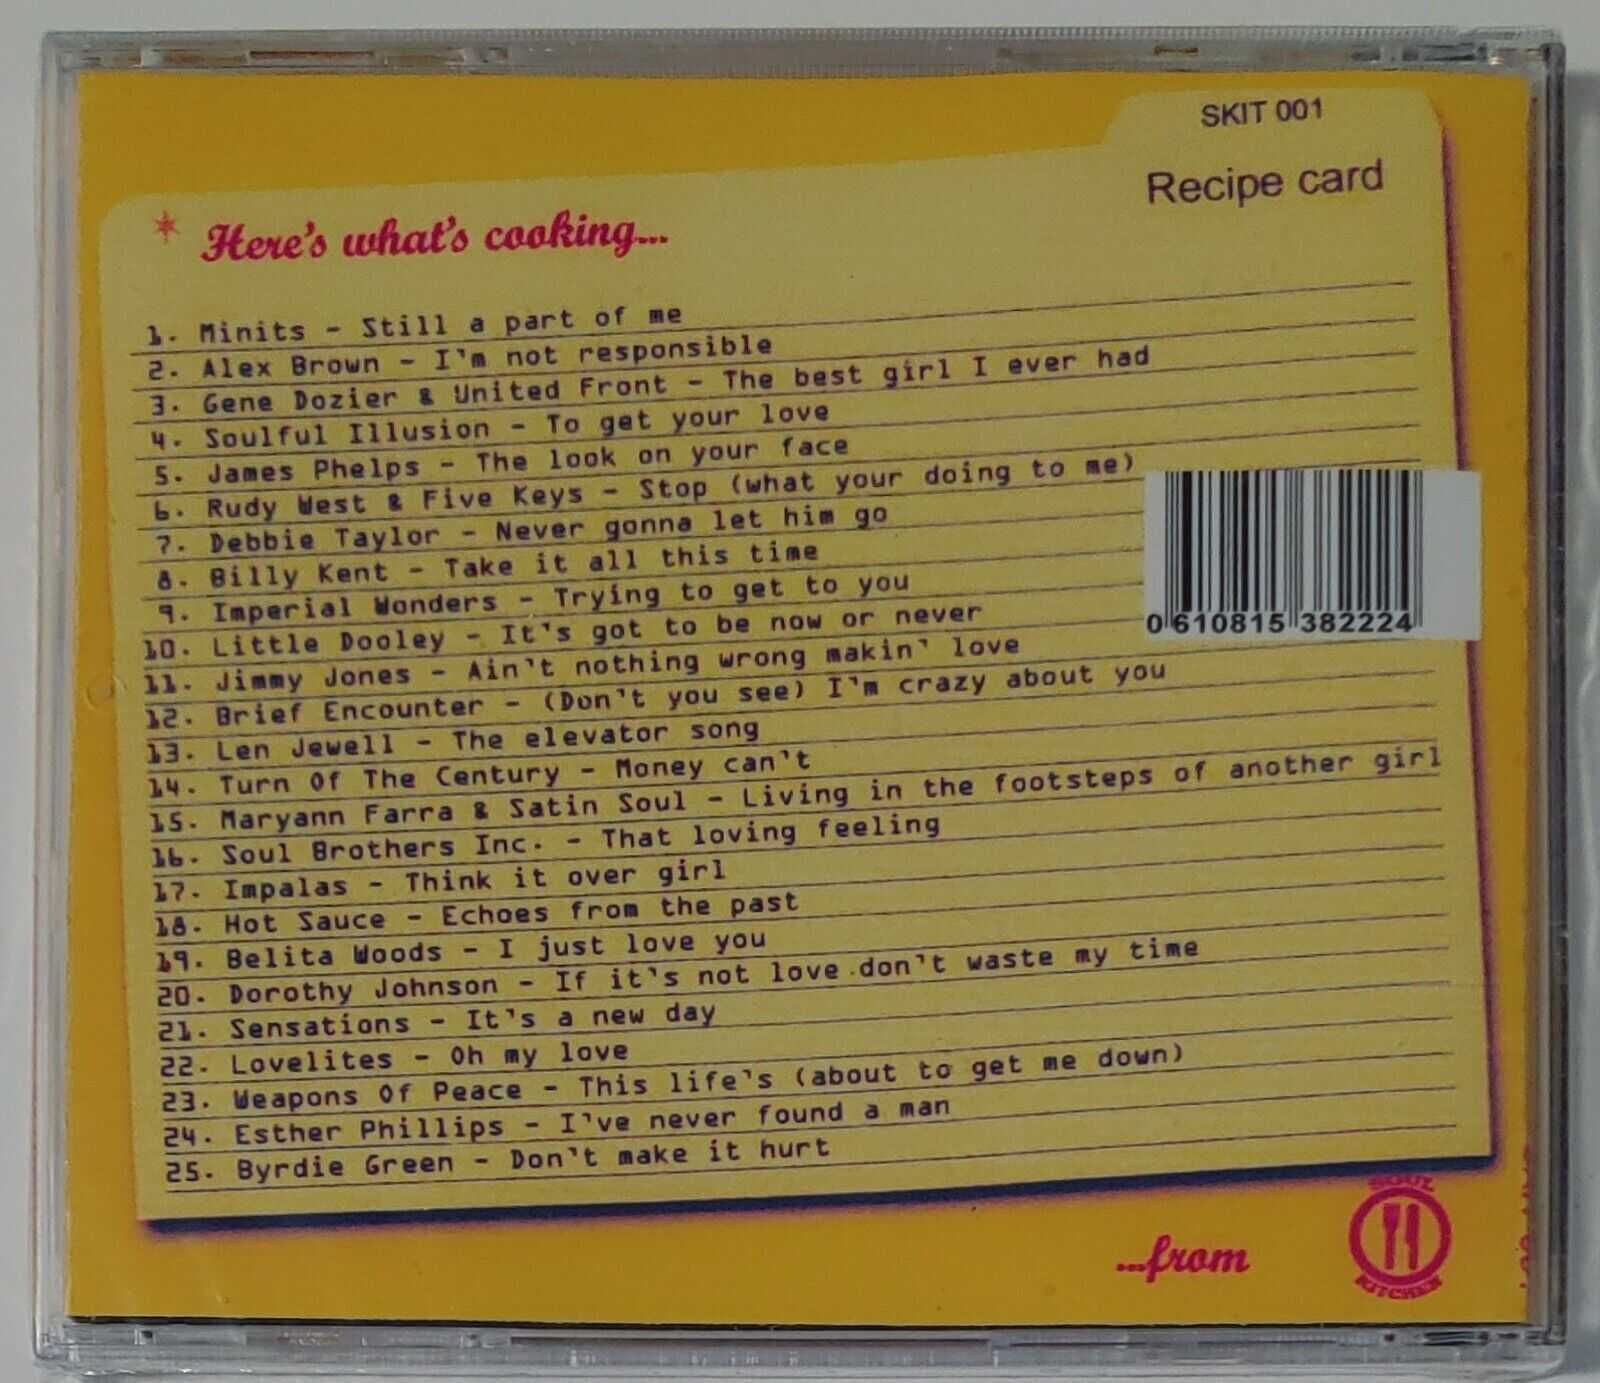 SKIT 001
Recipe card
* Here's what's cooking...
1. Minits - Still a part of me
2. Alex Brown - I'm not responsible
3. Gene Dozier & United Front - The best girl I ever had
4. Soulful Illusion - To get your love
5. James Phelps - The look on your face
6. Rudy West & Five Keys - Stop (what your doing to me)
7. Debbie Taylor - Never gonna let him go
8. Billy Kent - Take it all this time
9. Imperial Wonders - Trying to get to you
10. Little Dooley - It's got to be now or never
11. Jimmy Jones - Ain't nothing wrong makin' love
12. Brief Encounter - (Don't you see) I'm crazy about you
13. Len Jewell - The elevator song
14. Turn Of The Century - Money can't
15. Maryann Farra & Satin Soul - Living in the footsteps of another girl
16. Soul Brothers Inc. - That loving feeling
17. Impalas - Think it over girl
18. Hot Sauce - Echoes from the past
19. Belita Woods - I just love you
20. Dorothy Johnson - If it's not love don't waste my time
21. Sensations - It's a new day
22. Lovelites - Oh my love
23. Weapons Of Peace - This life's (about to get me down)
24. Esther Phillips - I've never found a man
25. Byrdie Green - Don't make it hurt
0 610815 382224
...from
SOUL
KITCHEN